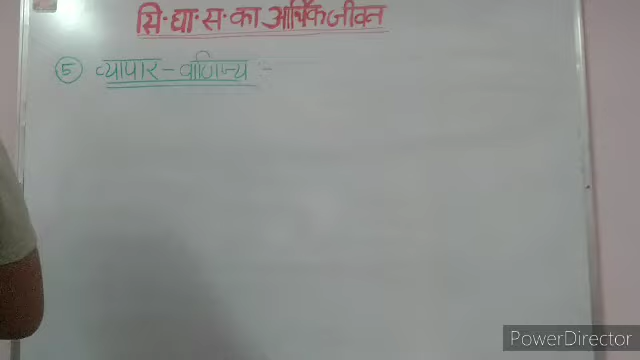 सि·घा·स·का आर्थिक जीवन
⑤ व्यापार-वाणिज्य :-
PowerDirector